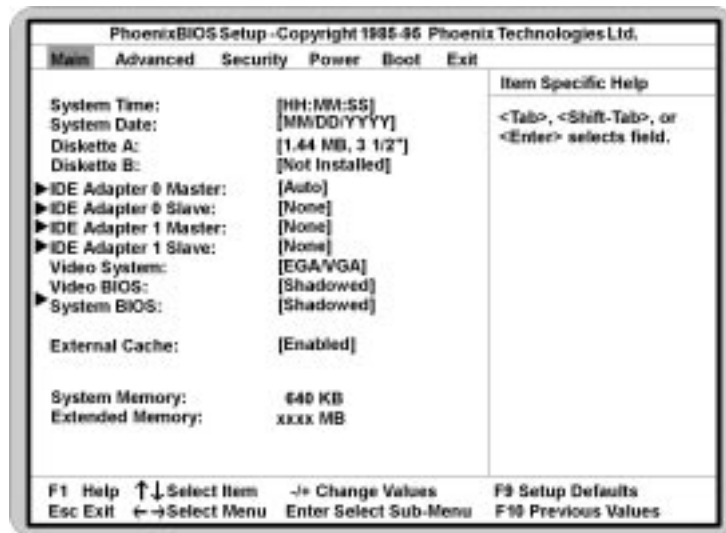 PhoenixBIOS Setup -Copyright 1985-95 Phoenix Technologies Ltd.
Main Advanced Security Power Boot Exit
Item Specific Help
System Time: [HH:MM:SS]
<Tab>, <Shift-Tab>, or
System Date: [MM/DD/YYYY]
<Enter> selects field.
Diskette A: [1.44 MB, 3 1/2"]
Diskette B: [Not Installed]
▶IDE Adapter 0 Master: [Auto]
▶IDE Adapter 0 Slave: [None]
▶IDE Adapter 1 Master: [None]
▶IDE Adapter 1 Slave: [None]
Video System: [EGA/VGA]
Video BIOS: [Shadowed]
▶System BIOS: [Shadowed]
External Cache: [Enabled]
System Memory: 640 KB
Extended Memory: xxxx MB
F1 Help ↑↓Select Item -/+ Change Values F9 Setup Defaults
Esc Exit ←→Select Menu Enter Select Sub-Menu F10 Previous Values